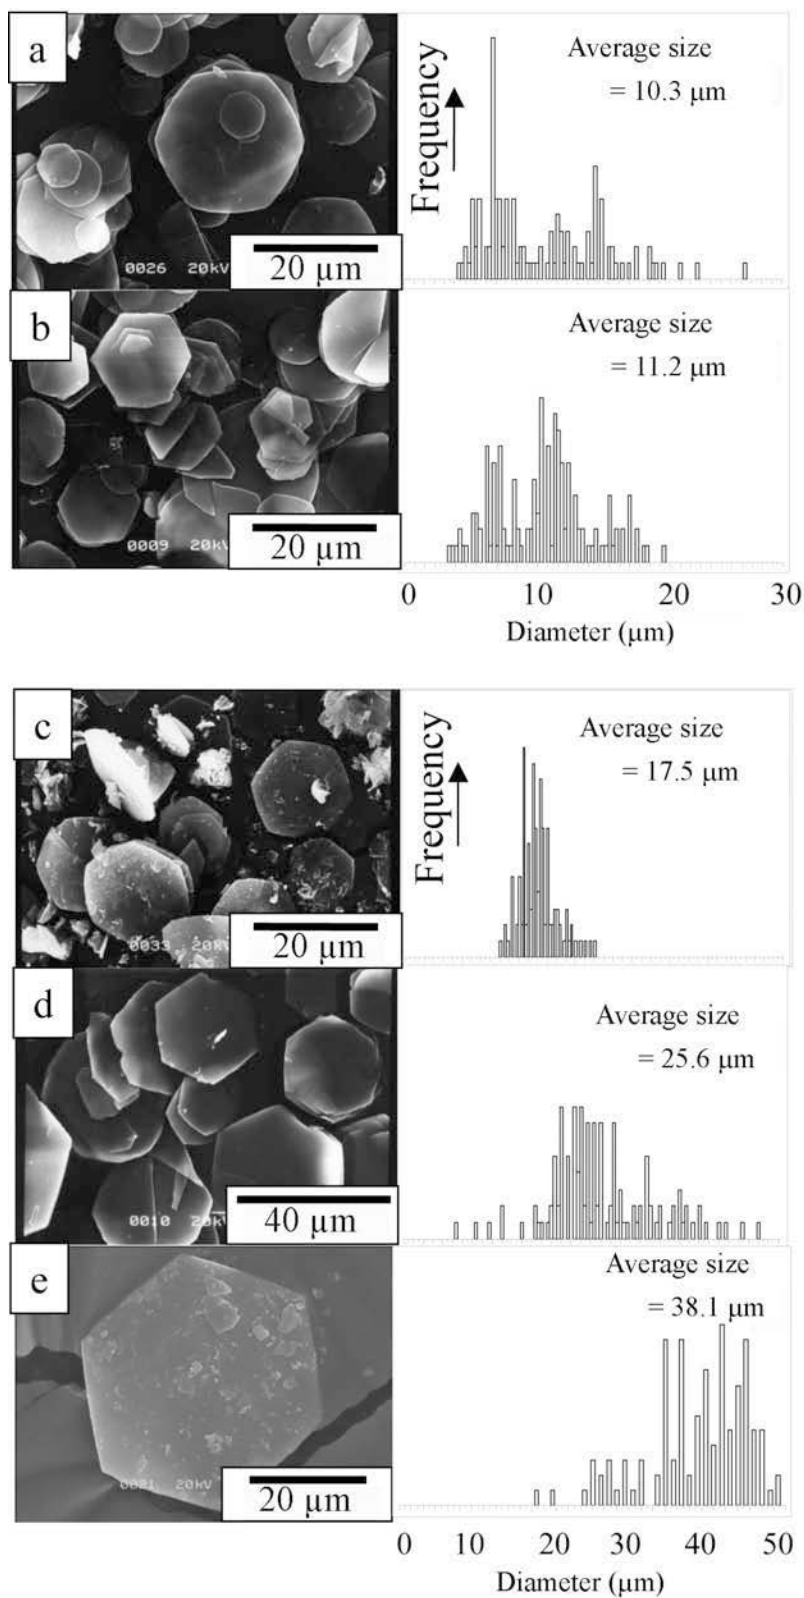 a
Frequency
Average size
= 10.3 μm
0026 20kV
20 μm
b
Average size
= 11.2 μm
0009 20kV
20 μm
0 10 20 30
Diameter (μm)
c
Frequency
Average size
= 17.5 μm
0033 20kV
20 μm
d
Average size
= 25.6 μm
0010 20k
40 μm
e
Average size
= 38.1 μm
20kV
20 μm
0 10 20 30 40 50
Diameter (μm)